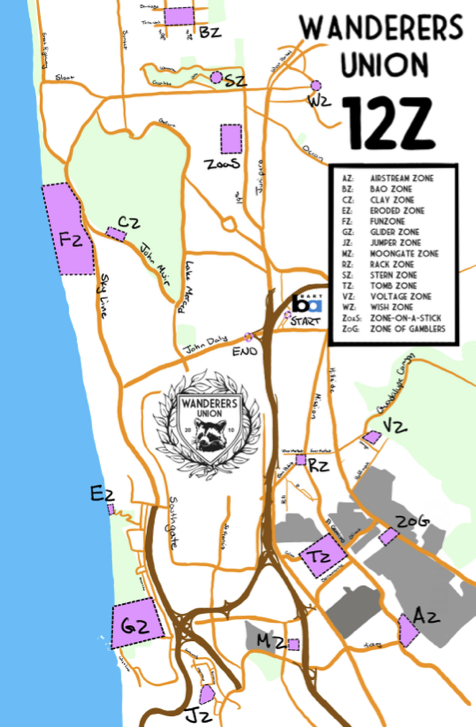 WANDERERS
UNION
12Z
AZ: AIRSTREAM ZONE
BZ: BAO ZONE
CZ: CLAY ZONE
EZ: ERODED ZONE
FZ: FUNZONE
GZ: GLIDER ZONE
JZ: JUMPER ZONE
MZ: MOONGATE ZONE
RZ: RACK ZONE
SZ: STERN ZONE
TZ: TOMB ZONE
VZ: VOLTAGE ZONE
WZ: WISH ZONE
ZoaS: ZONE-ON-A-STICK
ZoG: ZONE OF GAMBLERS
BZ
Sloat
SZ
WZ
ZoaS
Ocean
Junipero
FZ
CZ
John Muir
Lake Merced
Skyline
BART
ba
START
John Daly
END
Hillside
Mission
Guadalupe Canyon
WANDERERS
UNION
20 10
VZ
RZ
EZ
Southgate
ZOG
TZ
GZ
AZ
MZ
JZ